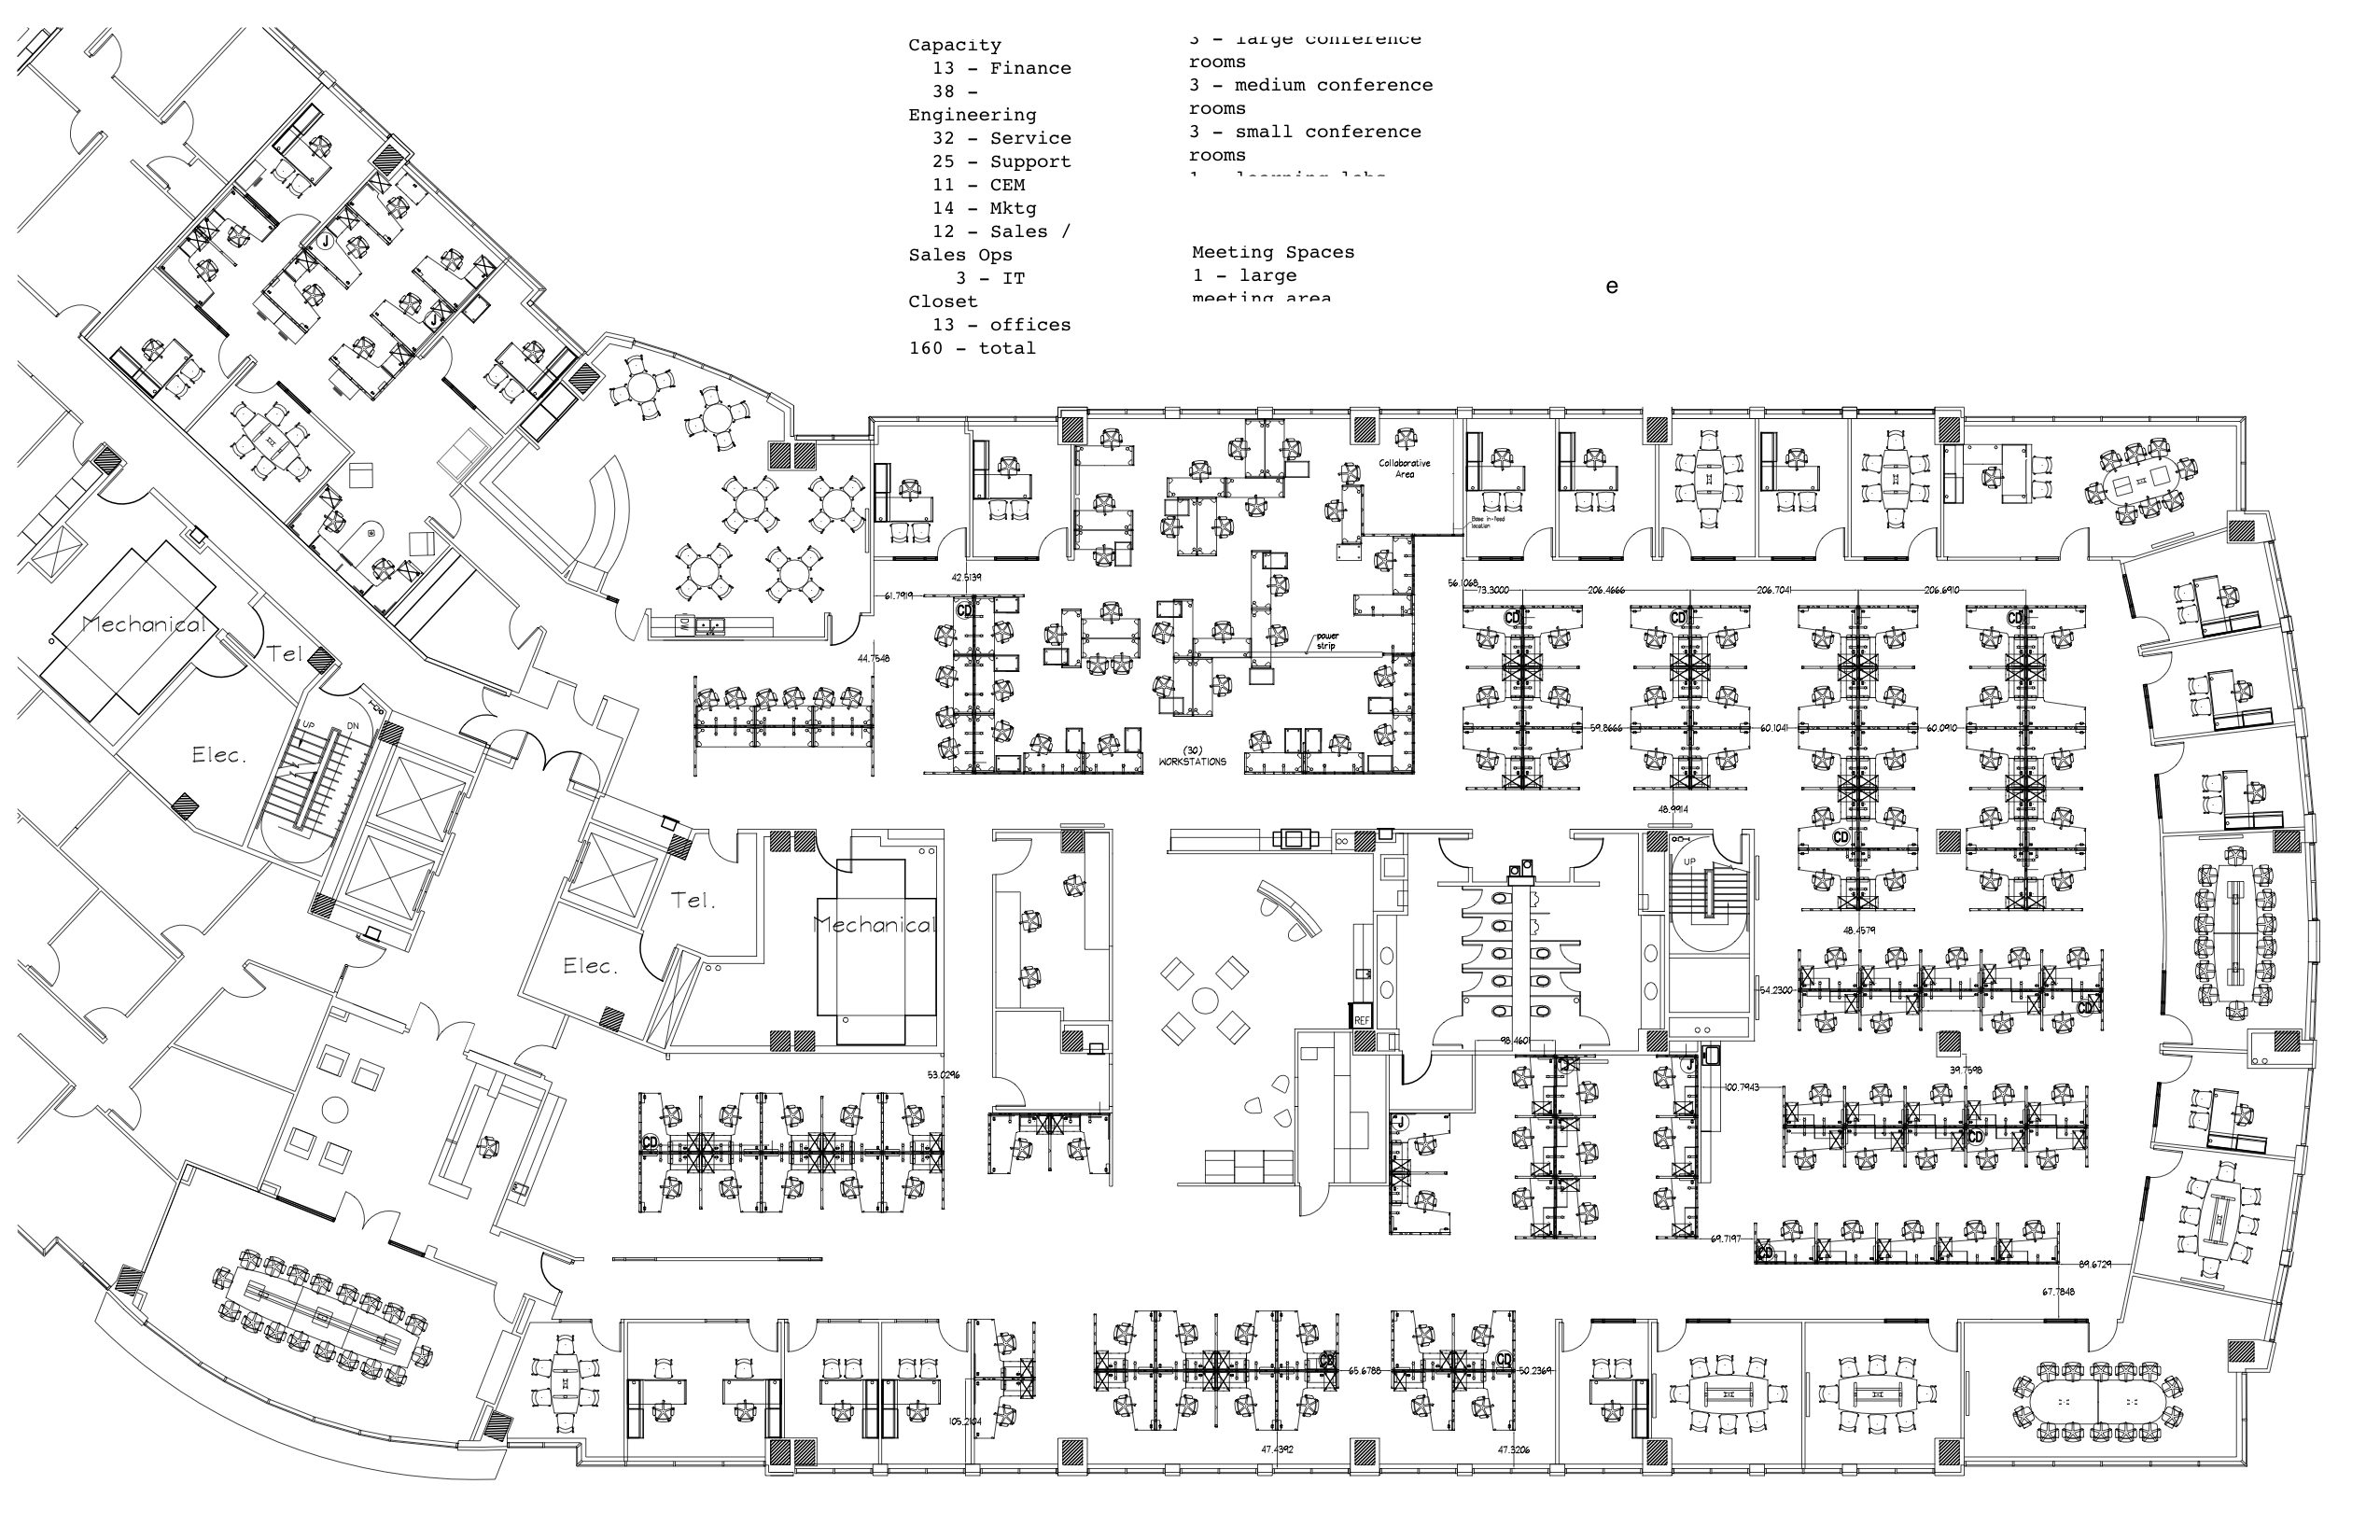 Capacity
13 - Finance
38 -
Engineering
32 - Service
25 - Support
11 - CEM
14 - Mktg
12 - Sales /
Sales Ops
3 - IT
Closet
13 - offices
160 - total
3 - large conference
rooms
3 - medium conference
rooms
3 - small conference
rooms
1 - learning labs
Meeting Spaces
1 - large
meeting area
e
J
J
Collaborative
Area
Base in-feed
location
42.5139
61.7919
56.1068
73.3000
206.4666
206.7041
206.6910
CD
CD
CD
CD
DW
Mechanical
Tel
power
strip
44.7548
UP
DN
Elec.
(30)
WORKSTATIONS
59.8666
60.1041
60.0910
48.9914
CD
UP
Tel.
Mechanical
48.4579
Elec.
54.2300
CD
REF
98.4601
53.0296
39.7598
100.7943
J
J
CD
CD
69.7197
CD
89.6729
67.7848
CD
CD
65.6788
50.2369
105.2104
47.4392
47.3206